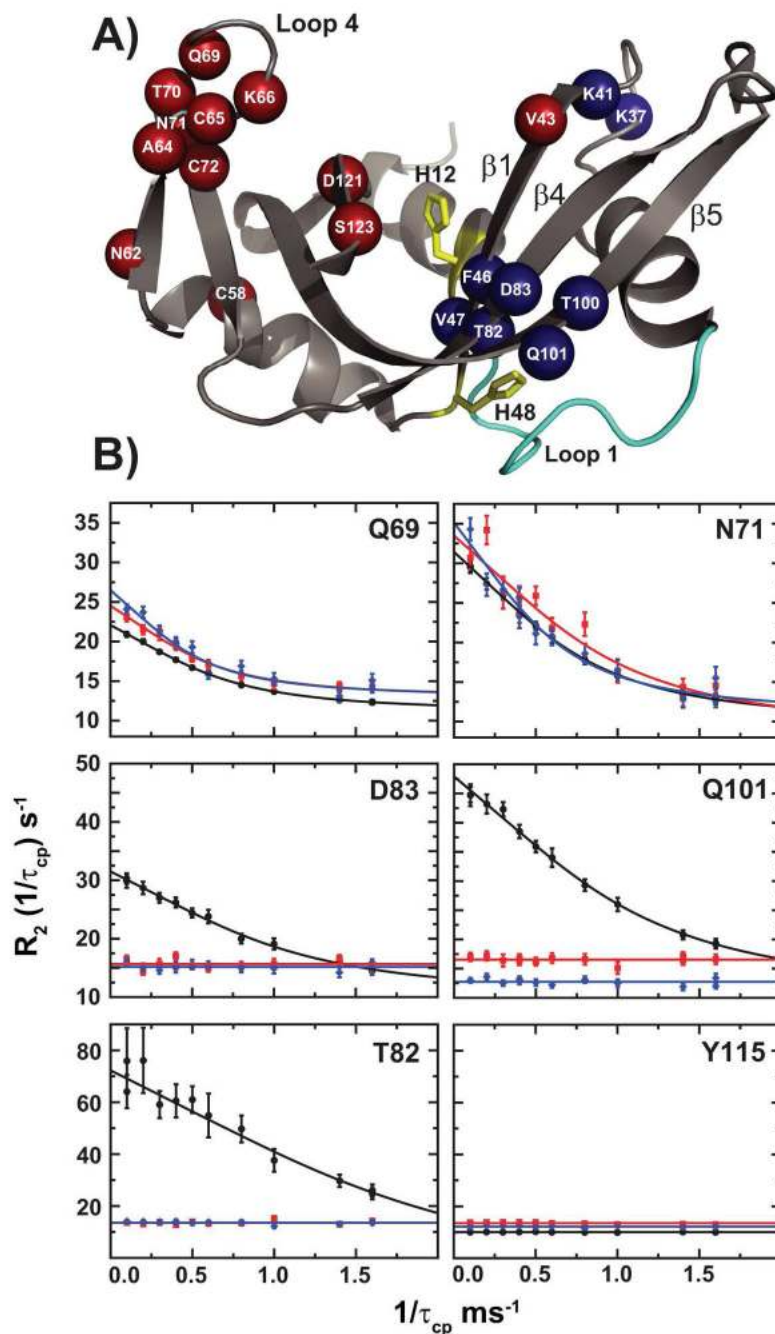 A)
Loop 4
Q69
T70
K66
N71
C65
A64
C72
K41
V43
K37
β1
D121
H12
β4
S123
β5
N62
F46
D83
C58
V47
T82
T100
Q101
H48
Loop 1
B)
35
30
25
20
15
10
Q69
N71
50
40
30
20
10
D83
Q101
80
60
40
20
T82
Y115
R2 (1/τcp) s-1
0.0 0.5 1.0 1.5
0.0 0.5 1.0 1.5
1/τcp ms-1